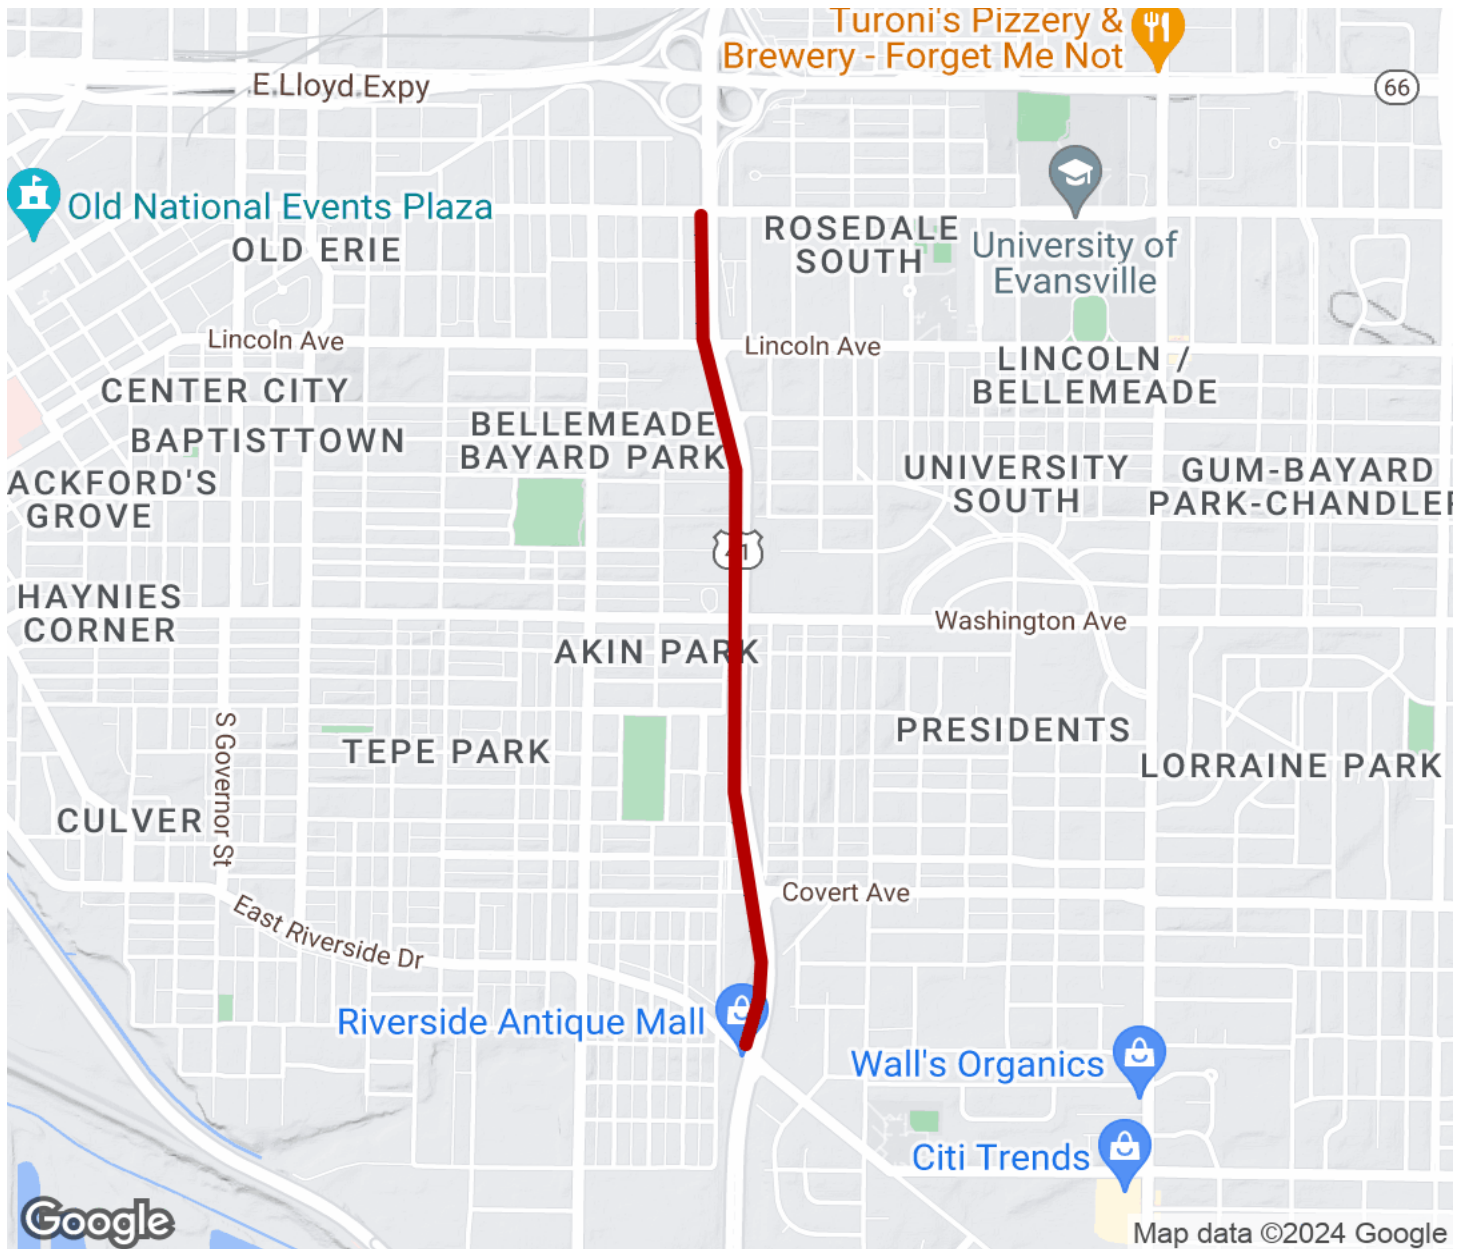 Turoni's Pizzery &
Brewery - Forget Me Not
E Lloyd Expy
66
Old National Events Plaza
OLD ERIE
ROSEDALE
SOUTH
University of
Evansville
Lincoln Ave
Lincoln Ave
LINCOLN /
BELLEMEADE
CENTER CITY
BAPTISTTOWN
BELLEMEADE
BAYARD PARK
UNIVERSITY
SOUTH
GUM-BAYARD
PARK-CHANDLER
ACKFORD'S
GROVE
41
HAYNIES
CORNER
Washington Ave
AKIN PARK
S Governor St
TEPE PARK
PRESIDENTS
LORRAINE PARK
CULVER
Covert Ave
East Riverside Dr
Riverside Antique Mall
Wall's Organics
Citi Trends
Google
Map data ©2024 Google